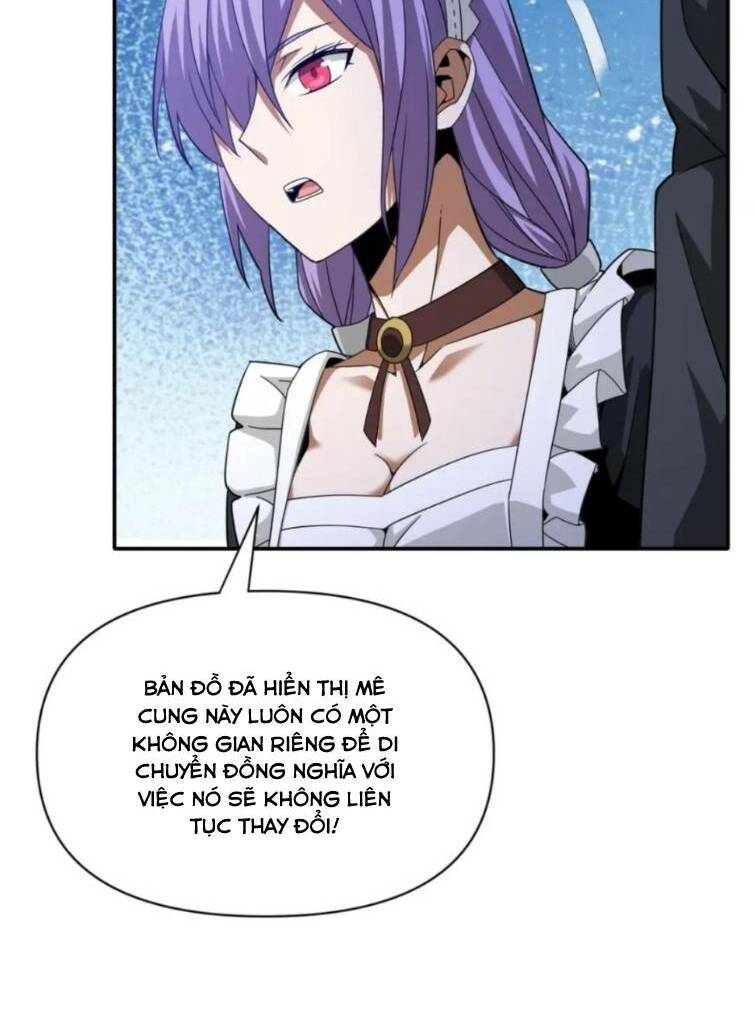 BẢN ĐỒ ĐÃ HIỂN THỊ MÊ
CUNG NÀY LUÔN CÓ MỘT
KHÔNG GIAN RIÊNG ĐỂ DI
CHUYỂN ĐỒNG NGHĨA VỚI
VIỆC NÓ SẼ KHÔNG LIÊN
TỤC THAY ĐỔI!